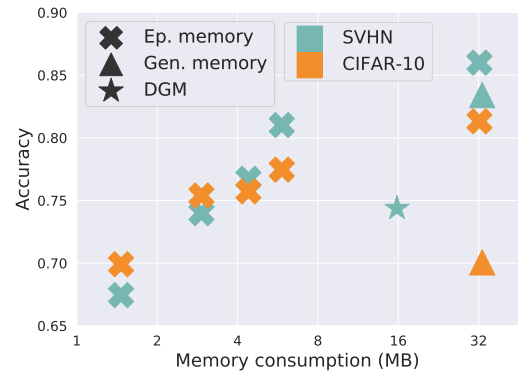 0.90
0.85
0.80
0.75
0.70
0.65
Accuracy
Ep. memory
Gen. memory
DGM
SVHN
CIFAR-10
1 2 4 8 16 32
Memory consumption (MB)